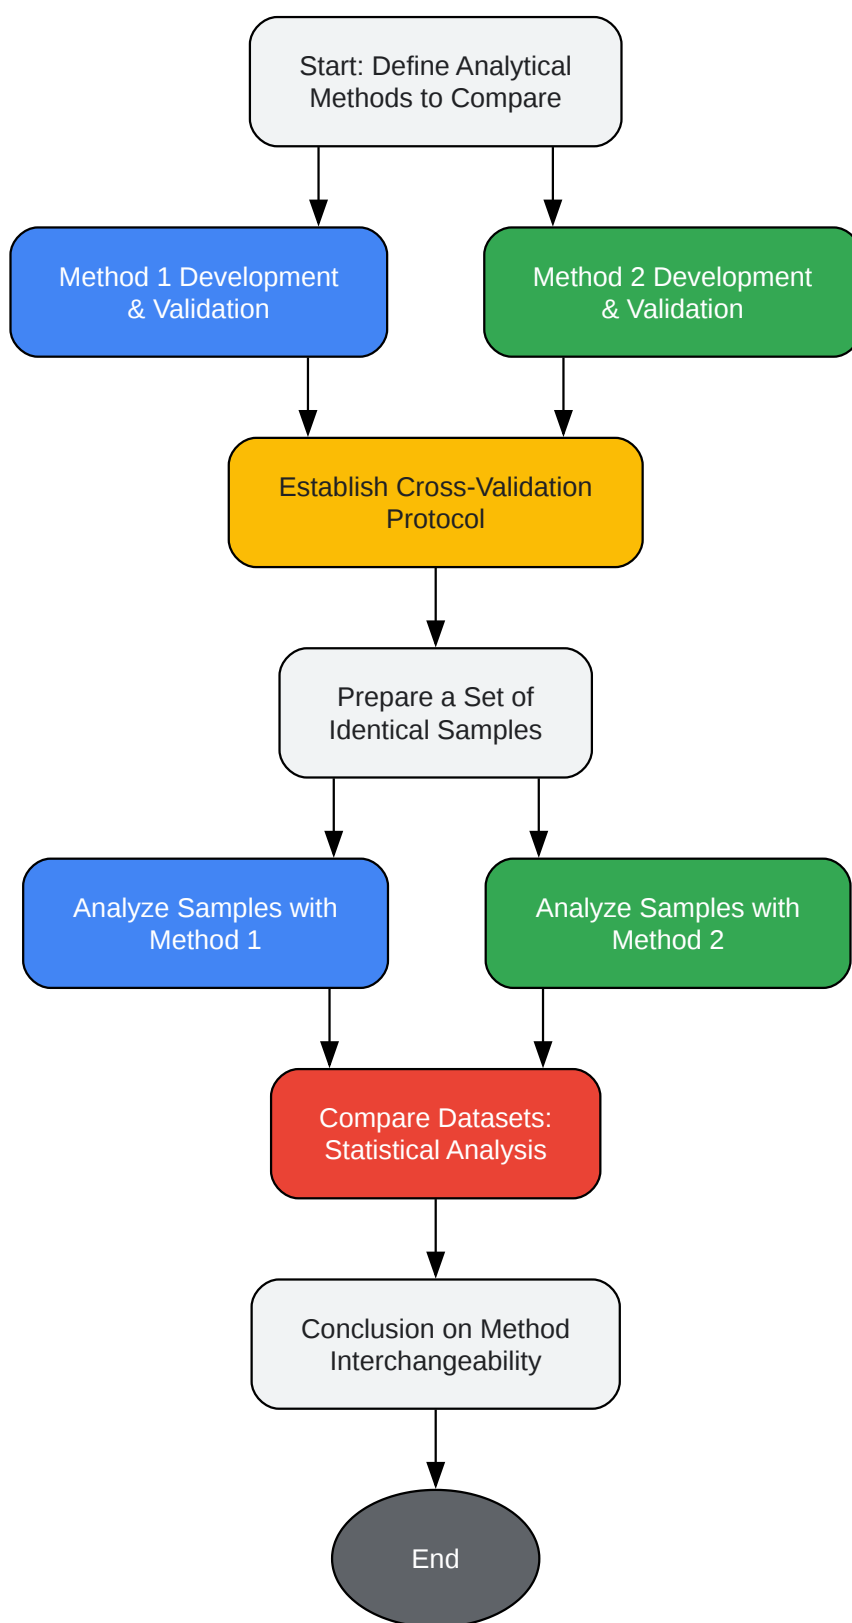 Start: Define Analytical
Methods to Compare
Method 1 Development
& Validation
Method 2 Development
& Validation
Establish Cross-Validation
Protocol
Prepare a Set of
Identical Samples
Analyze Samples with
Method 1
Analyze Samples with
Method 2
Compare Datasets:
Statistical Analysis
Conclusion on Method
Interchangeability
End